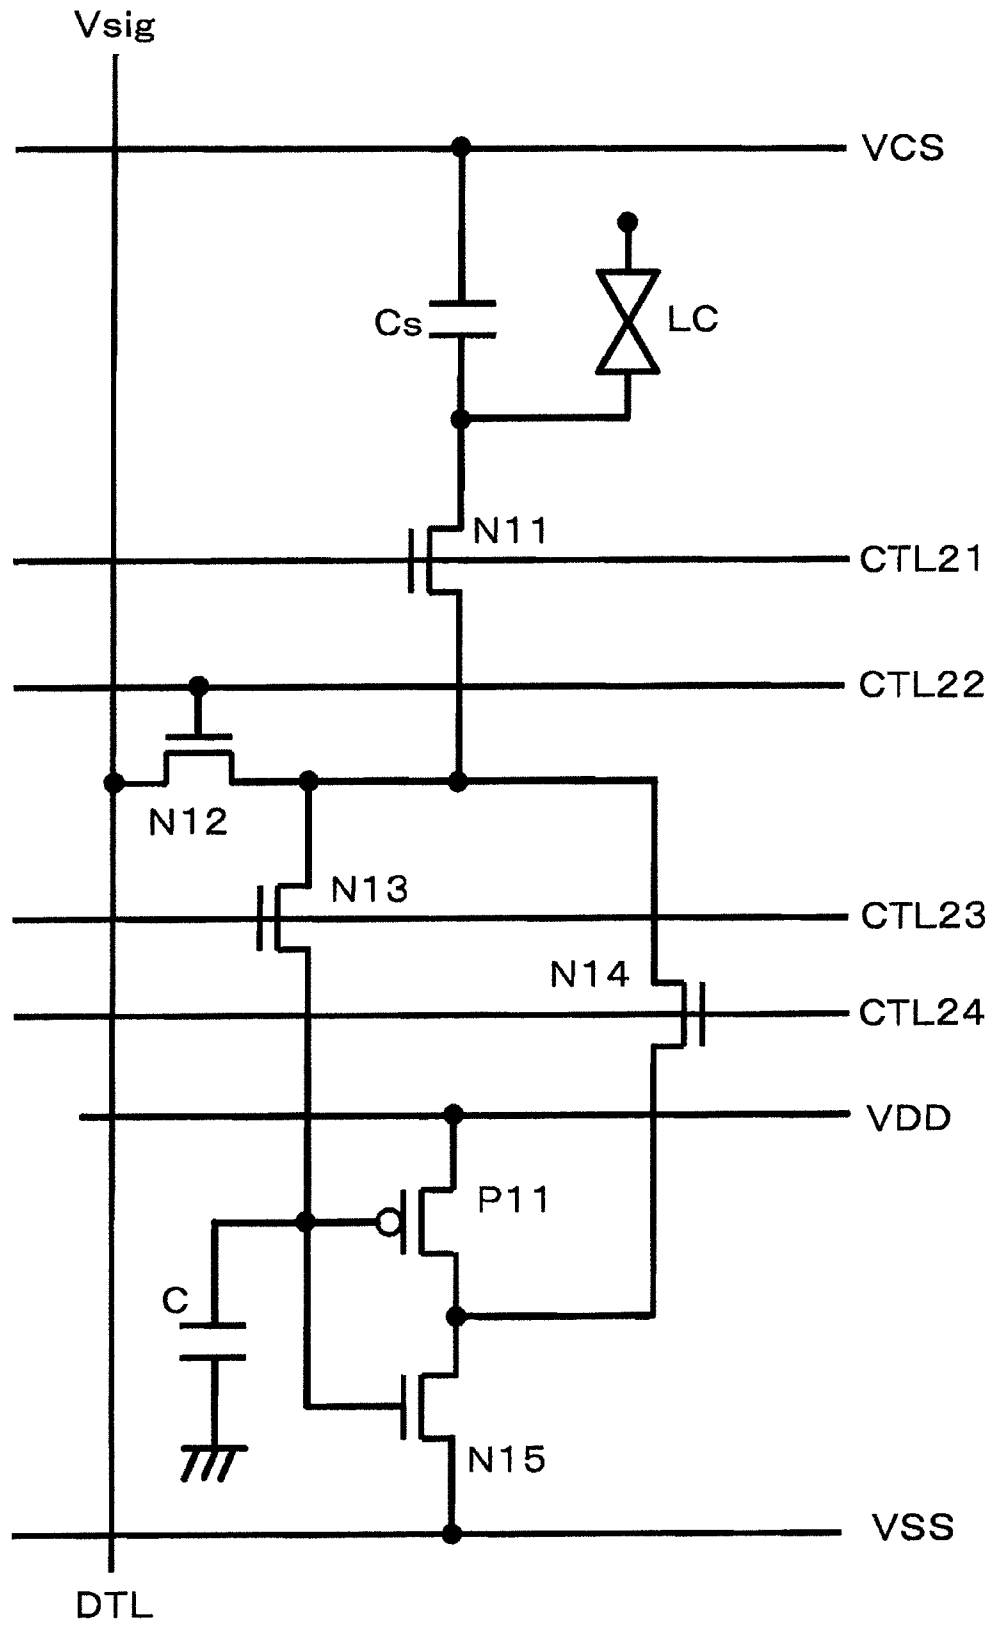 Vsig
VCS
Cs
LC
N11
CTL21
CTL22
N12
N13
CTL23
N14
CTL24
VDD
P11
C
N15
VSS
DTL